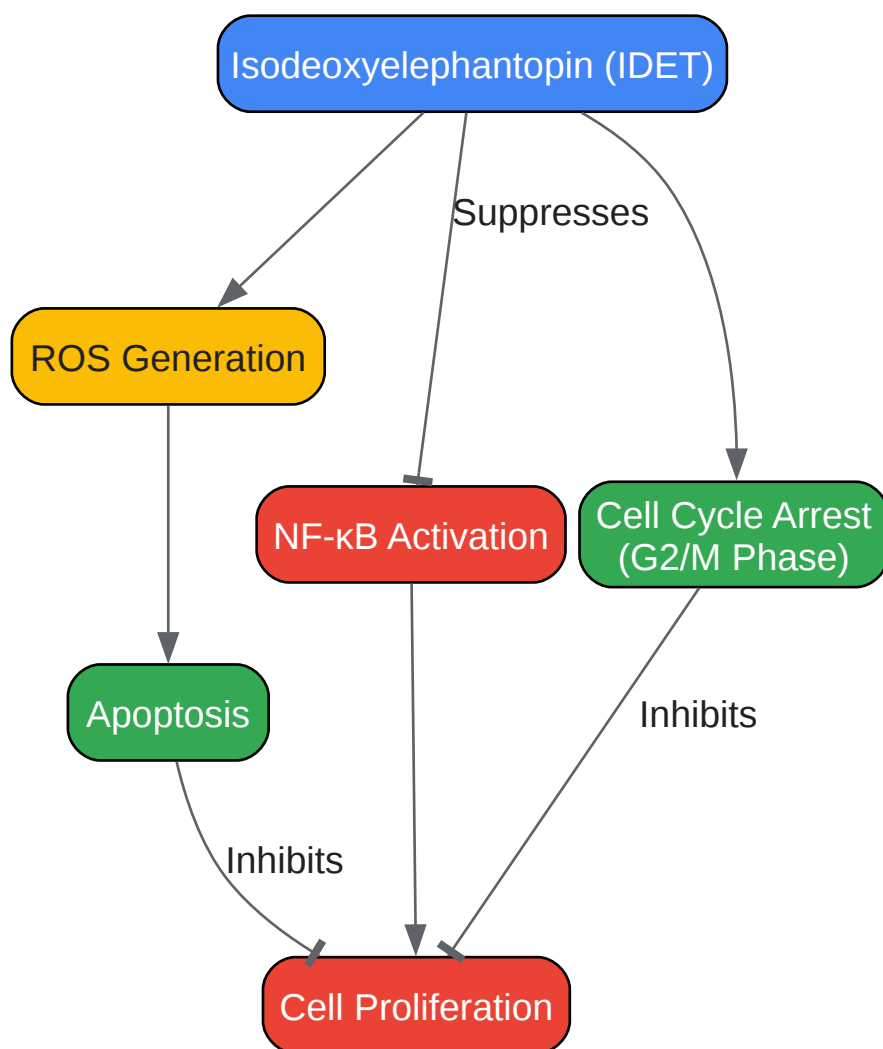 Isodeoxyelephantopin (IDET)
Suppresses
ROS Generation
NF-κB Activation
Cell Cycle Arrest
(G2/M Phase)
Apoptosis
Inhibits
Inhibits
Cell Proliferation